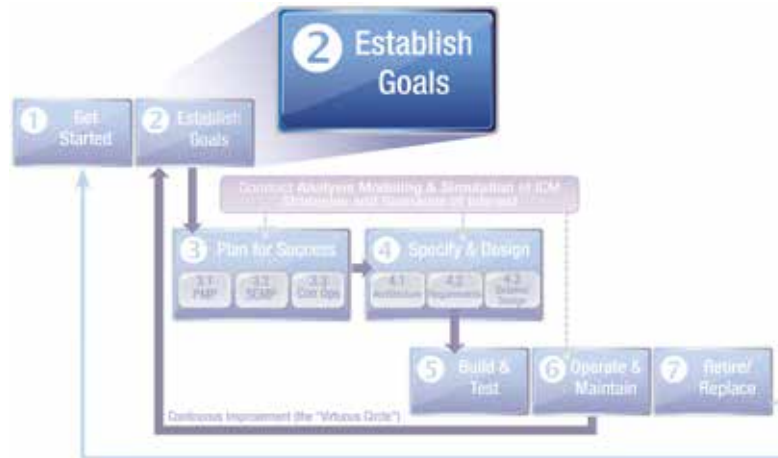 2 Establish
Goals
1 Get
Started
2 Establish
Goals
Conduct Analysis Modeling & Simulation of ICM
Strategies and Scenarios of Interest
3 Plan for Success
3.1
PMP
3.2
SEMP
3.3
Con Ops
4 Specify & Design
4.1
Architecture
4.2
Requirements
4.3
Design
5 Build &
Test
6 Operate &
Maintain
7 Retire/
Replace
Continuous Improvement (the "Virtuous Circle")